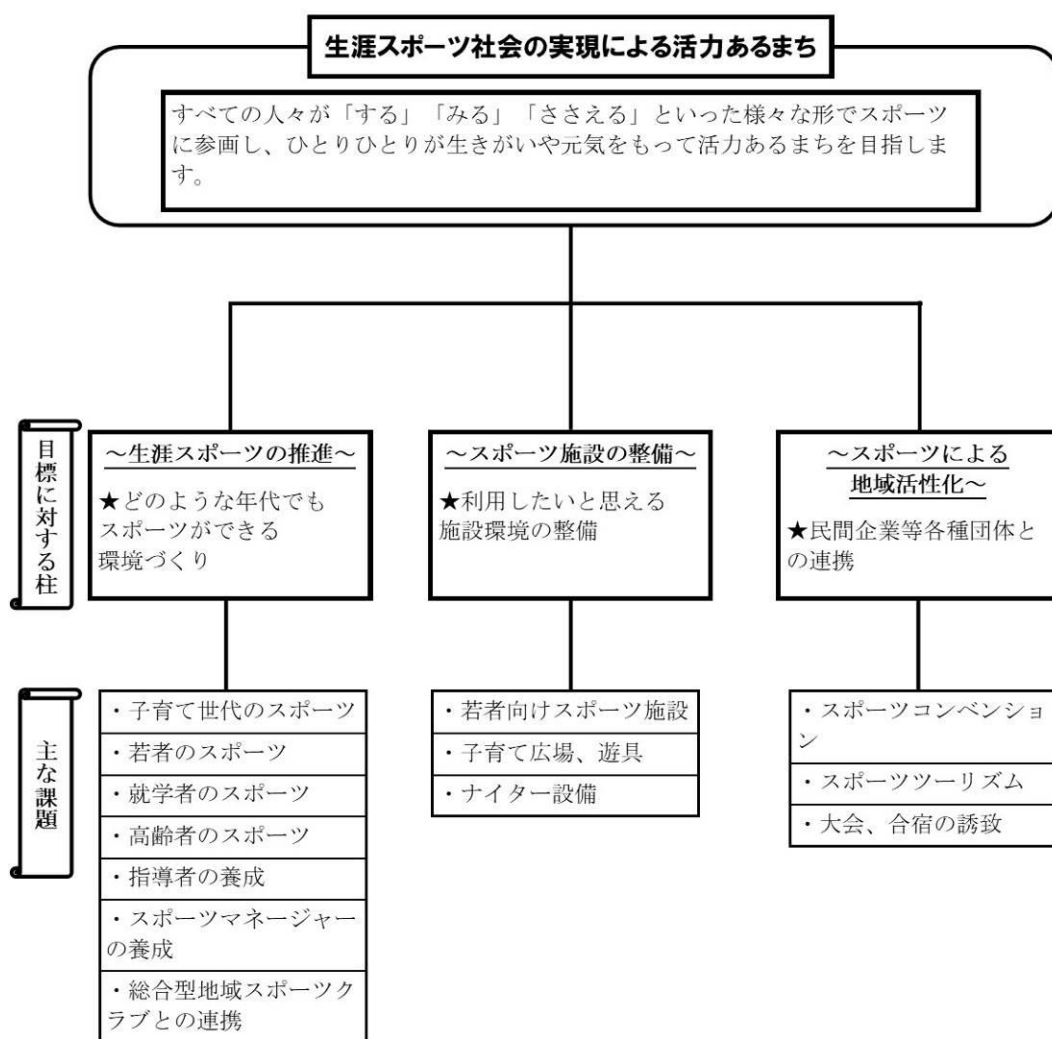 生涯スポーツ社会の実現による活力あるまち
すべての人々が「する」「みる」「ささえる」といった様々な形でスポーツ
に参画し、ひとりひとりが生きがいや元気をもって活力あるまちを目指しま
す。
目標に対する柱
～生涯スポーツの推進～
★どのような年代でも
スポーツができる
環境づくり
～スポーツ施設の整備～
★利用したいと思える
施設環境の整備
～スポーツによる
地域活性化～
★民間企業等各種団体と
の連携
主な課題
・子育て世代のスポーツ
・若者のスポーツ
・就学者のスポーツ
・高齢者のスポーツ
・指導者の養成
・スポーツマネージャー
の養成
・総合型地域スポーツク
ラブとの連携
・若者向けスポーツ施設
・子育て広場、遊具
・ナイター設備
・スポーツコンベンショ
ン
・スポーツツーリズム
・大会、合宿の誘致